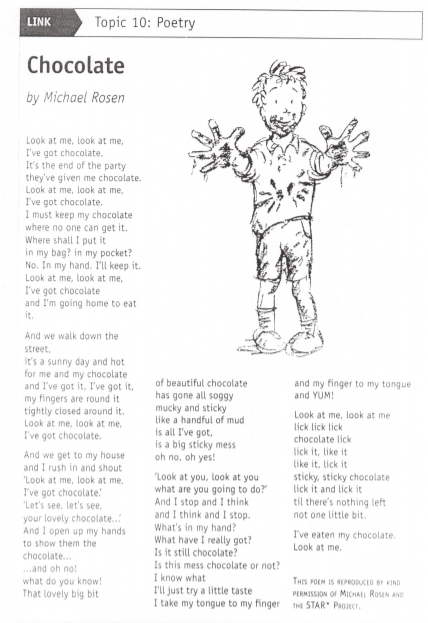 LINK
Topic 10: Poetry
Chocolate
by Michael Rosen
Look at me, look at me,
I've got chocolate.
It's the end of the party
they've given me chocolate.
Look at me, look at me,
I've got chocolate.
I must keep my chocolate
where no one can get it.
Where shall I put it
in my bag? in my pocket?
No. In my hand. I'll keep it.
Look at me, look at me,
I've got chocolate
and I'm going home to eat
it.
And we walk down the
street,
it's a sunny day and hot
for me and my chocolate
and I've got it, I've got it,
my fingers are round it
tightly closed around it.
Look at me, look at me,
I've got chocolate.
And we get to my house
and I rush in and shout
'Look at me, look at me,
I've got chocolate.'
'Let's see, let's see,
your lovely chocolate...'
And I open up my hands
to show them the
chocolate...
...and oh no!
what do you know!
That lovely big bit
of beautiful chocolate
has gone all soggy
mucky and sticky
like a handful of mud
is all I've got,
is a big sticky mess
oh no, oh yes!
'Look at you, look at you
what are you going to do?'
And I stop and I think
and I think and I stop.
What's in my hand?
What have I really got?
Is it still chocolate?
Is this mess chocolate or not?
I know what
I'll just try a little taste
I take my tongue to my finger
and my finger to my tongue
and YUM!
Look at me, look at me
lick lick lick
chocolate lick
lick it, like it
like it, lick it
sticky, sticky chocolate
lick it and lick it
til there's nothing left
not one little bit.
I've eaten my chocolate.
Look at me.
THIS POEM IS REPRODUCED BY KIND
PERMISSION OF MICHAEL ROSEN AND
THE STAR* PROJECT.